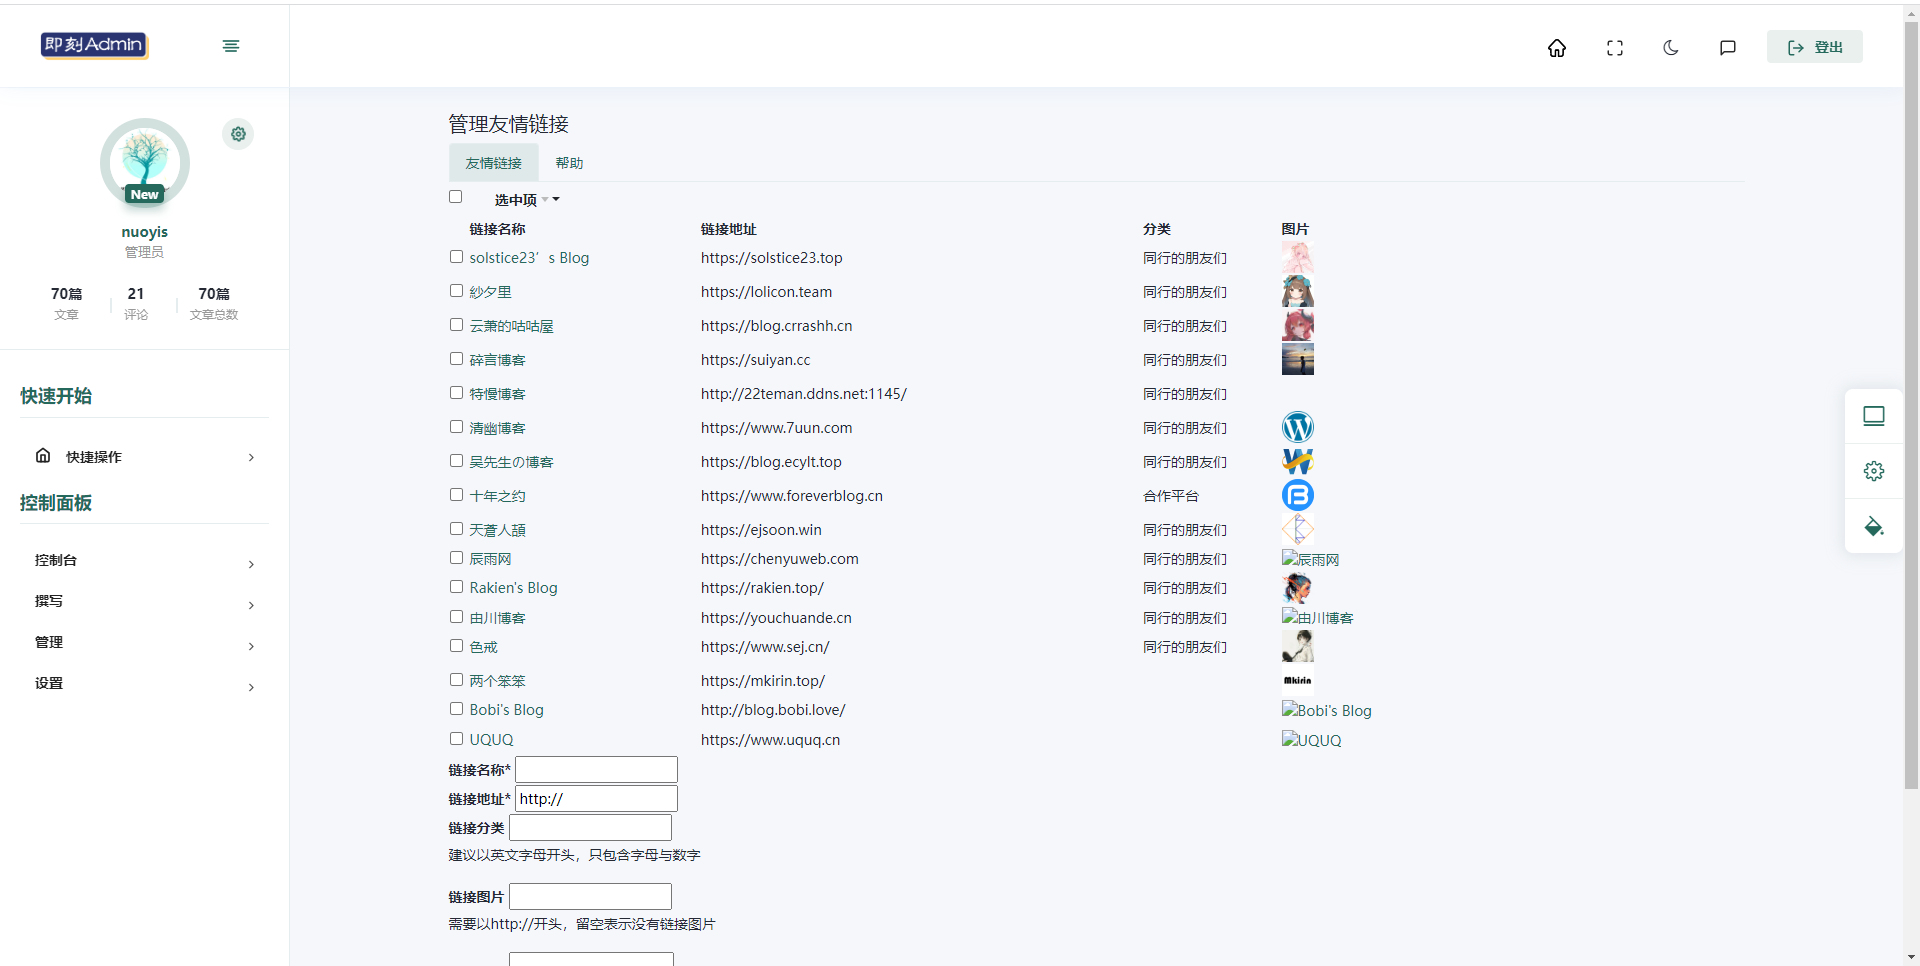 即刻Admin
登出
New
nuoyis
管理员
70篇 21 70篇
文章 评论 文章总数
快速开始
快捷操作
控制面板
控制台
撰写
管理
设置
管理友情链接
友情链接 帮助
选中项
链接名称 链接地址 分类 图片
solstice23’s Blog https://solstice23.top 同行的朋友们
紗夕里 https://lolicon.team 同行的朋友们
云萧的咕咕屋 https://blog.crrashh.cn 同行的朋友们
碎言博客 https://suiyan.cc 同行的朋友们
特慢博客 http://22teman.ddns.net:1145/ 同行的朋友们
清幽博客 https://www.7uun.com 同行的朋友们
吴先生の博客 https://blog.ecylt.top 同行的朋友们
十年之约 https://www.foreverblog.cn 合作平台
天蒼人頡 https://ejsoon.win 同行的朋友们
辰雨网 https://chenyuweb.com 同行的朋友们 辰雨网
Rakien's Blog https://rakien.top/ 同行的朋友们
由川博客 https://youchuande.cn 同行的朋友们 由川博客
色戒 https://www.sej.cn/ 同行的朋友们
两个笨笨 https://mkirin.top/ Mkirin
Bobi's Blog http://blog.bobi.love/ Bobi's Blog
UQUQ https://www.uquq.cn UQUQ
链接名称*
链接地址* http://
链接分类
建议以英文字母开头，只包含字母与数字
链接图片
需要以http://开头，留空表示没有链接图片